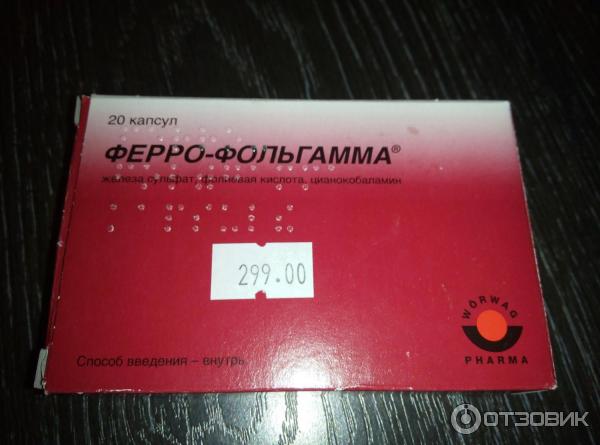 20 капсул
ФЕРРО-ФОЛЬГАММА®
железа сульфат, фолиевая кислота, цианокобаламин
299.00
WÖRWAG
PHARMA
Способ введения – внутрь
ОТЗОВИК